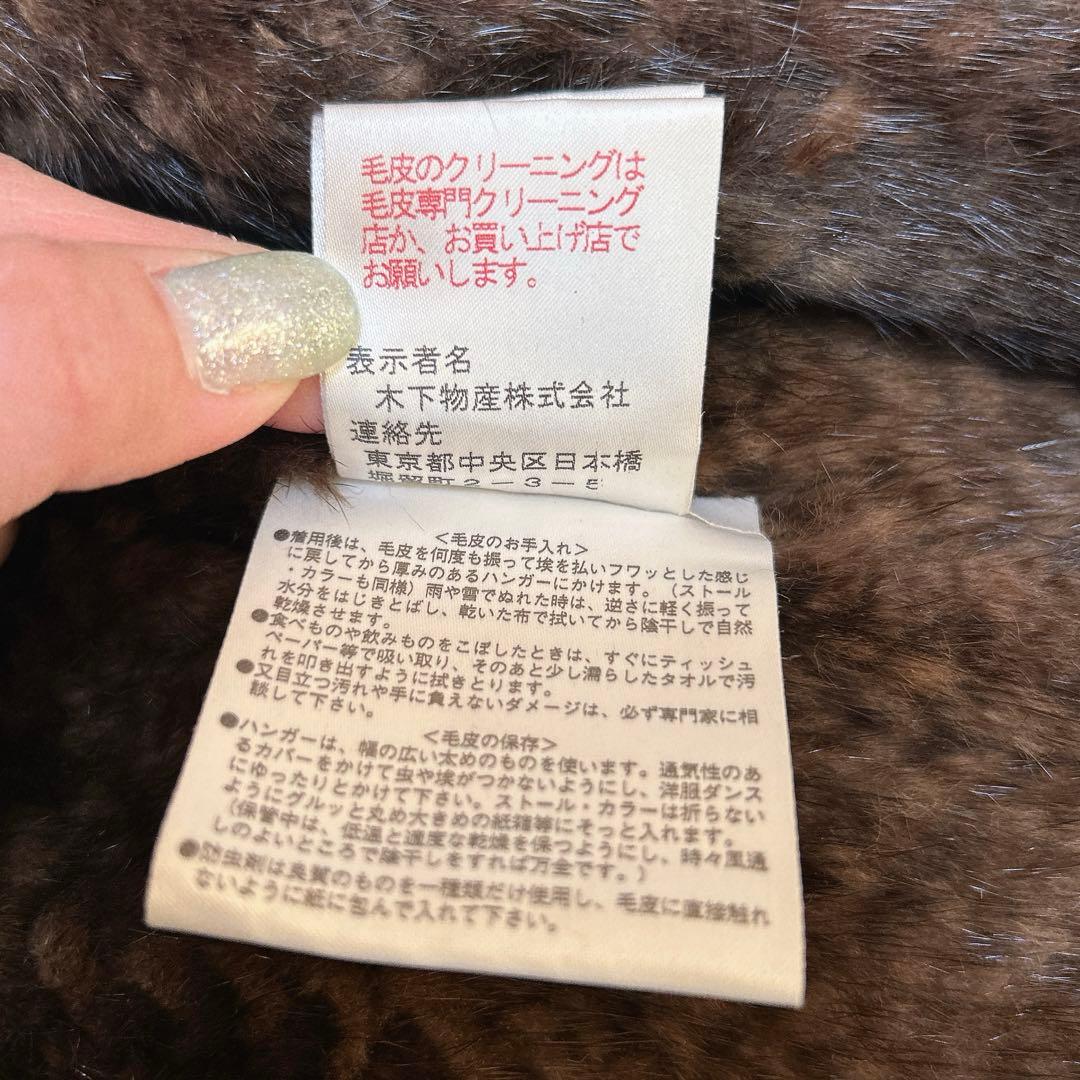 毛皮のクリーニングは
毛皮専門クリーニング
店か、お買い上げ店で
お願いします。
表示者名
木下物産株式会社
連絡先
東京都中央区日本橋
堀留町2-3-5
<毛皮のお手入れ>
●着用後は、毛皮を何度も振って埃を払いフワッとした感じ
に戻してから厚みのあるハンガーにかけます。(ストール
・カラーも同様)雨や雪でぬれた時は、逆さに軽く振って
水分をはじきとばし、乾いた布で拭いてから陰干しで自然
乾燥させます。
●食べものや飲みものをこぼしたときは、すぐにティッシュ
ペーパー等で吸い取り、そのあと少し濡らしたタオルで汚
れを叩き出すように拭きとります。
●又目立つ汚れや手に負えないダメージは、必ず専門家に相
談して下さい。
<毛皮の保存>
●ハンガーは、幅の広い太めのものを使います。通気性のあ
るカバーをかけて虫や埃がつかないようにし、洋服ダンス
にゆったりとかけて下さい。ストール・カラーは折らない
ようにグルッと丸め大きめの紙箱等にそっと入れます。
(保管中は、低温と適度な乾燥を保つようにし、時々風通
しのよいところで陰干しをすれば万全です。)
●防虫剤は良質のものを一種類だけ使用し、毛皮に直接触れ
ないように紙に包んで入れて下さい。